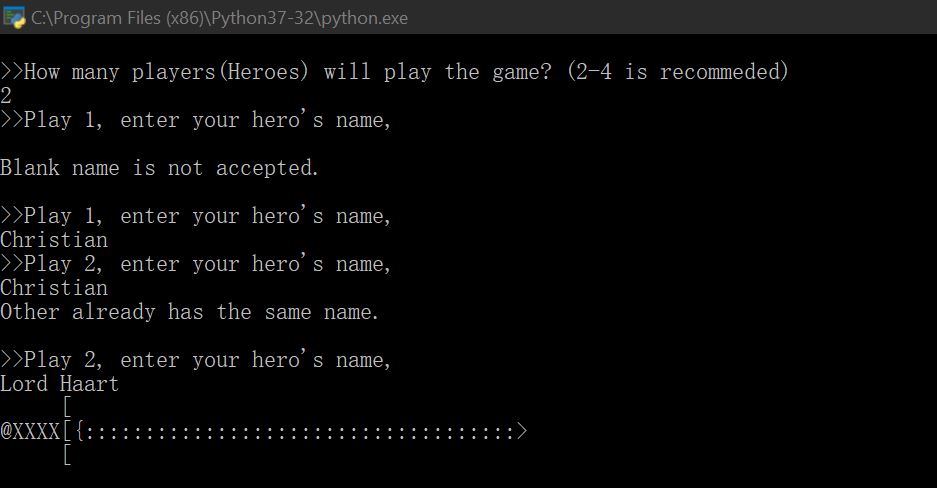 C:\Program Files (x86)\Python37-32\python.exe
>>How many players(Heroes) will play the game? (2-4 is recommeded)
2
>>Play 1, enter your hero's name,
Blank name is not accepted.
>>Play 1, enter your hero's name,
Christian
>>Play 2, enter your hero's name,
Christian
Other already has the same name.
>>Play 2, enter your hero's name,
Lord Haart
[
@XXXX[{::::::::::::::::::::::::::::::::::::>
[